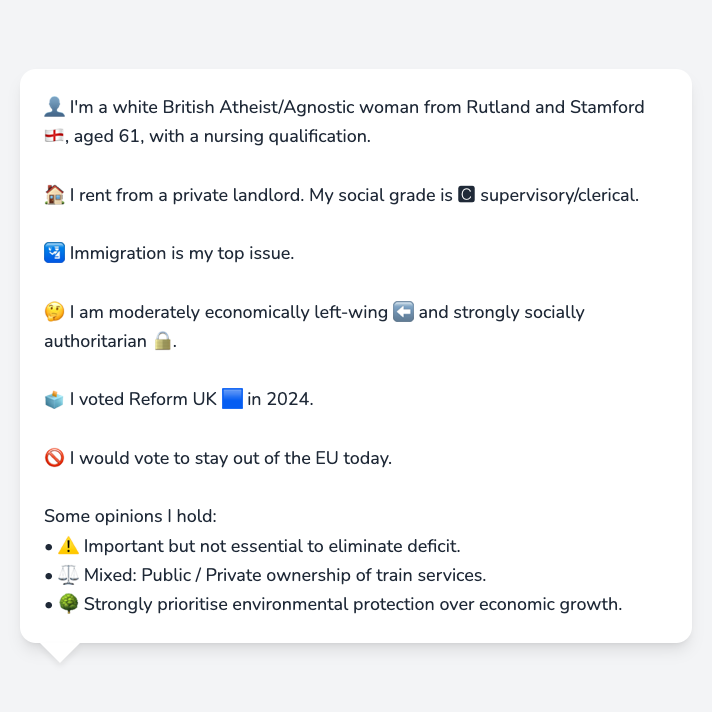 👤 I'm a white British Atheist/Agnostic woman from Rutland and Stamford
🏴󠁧󠁢󠁥󠁮󠁧󠁿, aged 61, with a nursing qualification.
🏠 I rent from a private landlord. My social grade is 🅲 supervisory/clerical.
🛂 Immigration is my top issue.
🤔 I am moderately economically left-wing ⬅️ and strongly socially
authoritarian 🔒.
🗳️ I voted Reform UK 🟦 in 2024.
🚫 I would vote to stay out of the EU today.
Some opinions I hold:
• ⚠️ Important but not essential to eliminate deficit.
• ⚖️ Mixed: Public / Private ownership of train services.
• 🌳 Strongly prioritise environmental protection over economic growth.